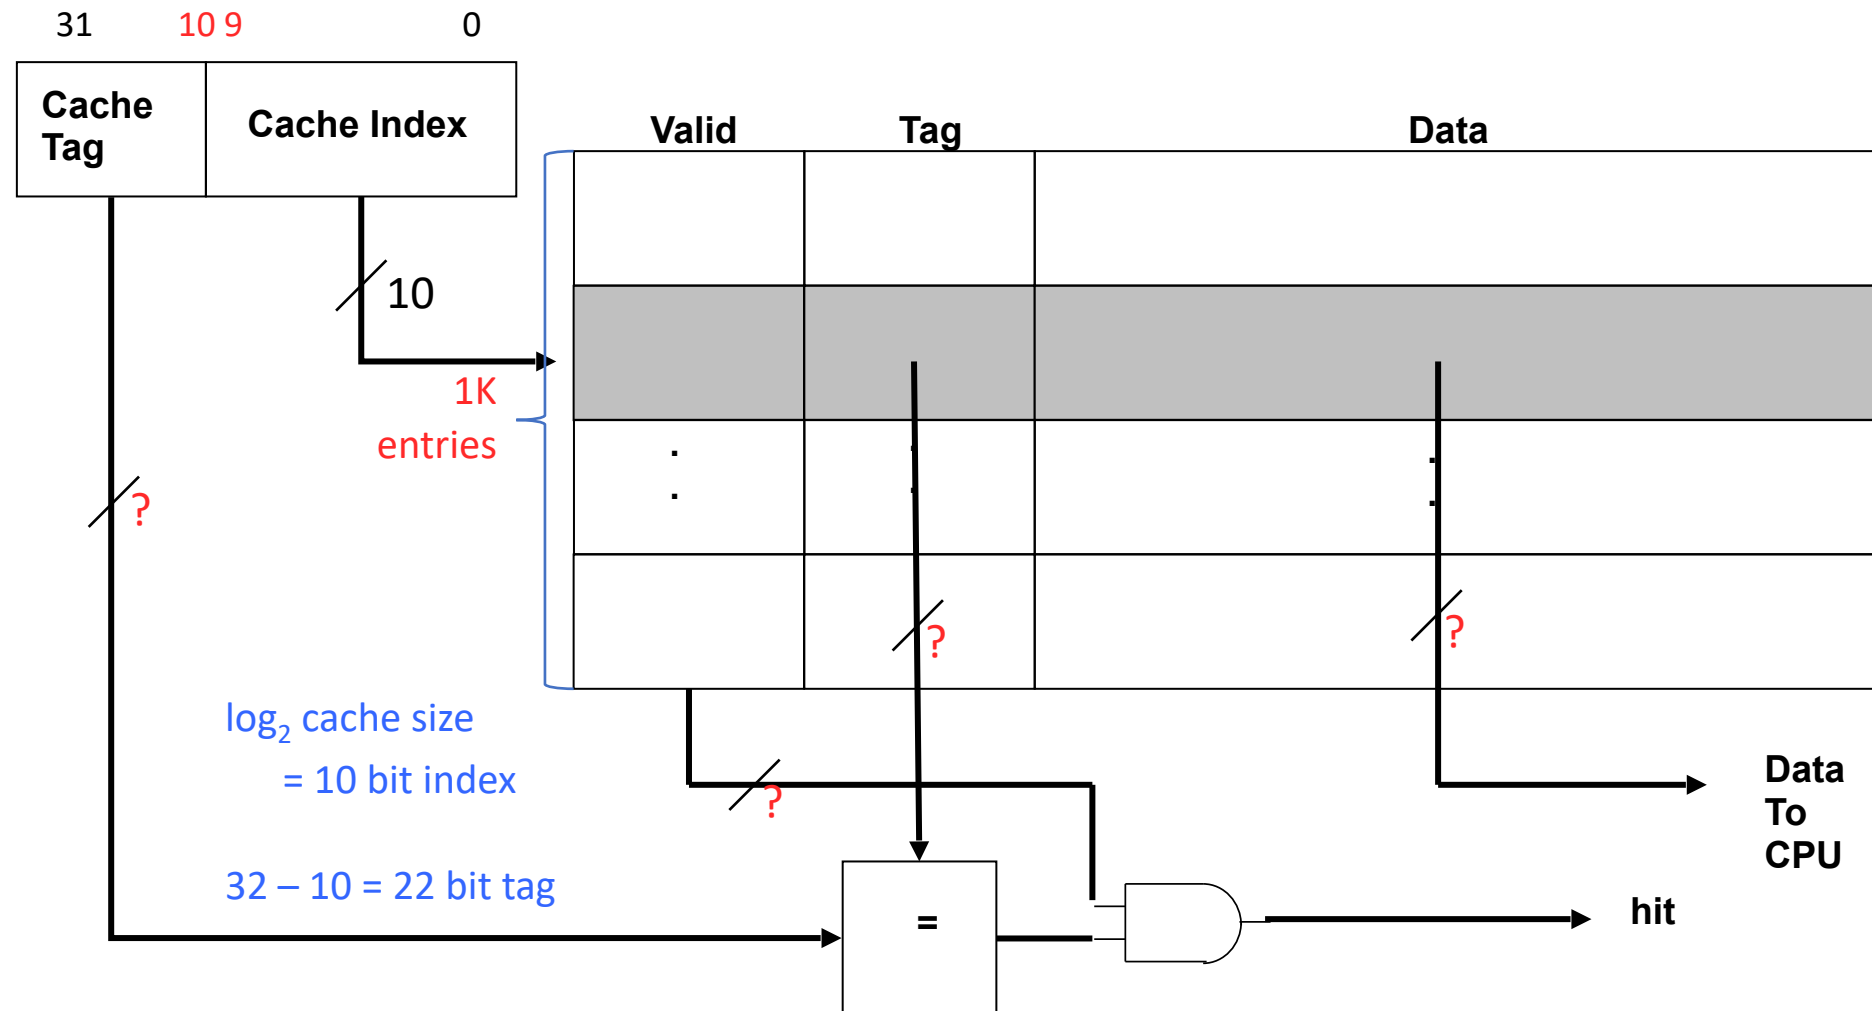 31 10 9 0
Cache
Tag
Cache Index
Valid Tag Data
10
1K
entries
. . .
. . .
?
?
?
log2 cache size
= 10 bit index
?
Data
To
CPU
32 – 10 = 22 bit tag
=
hit